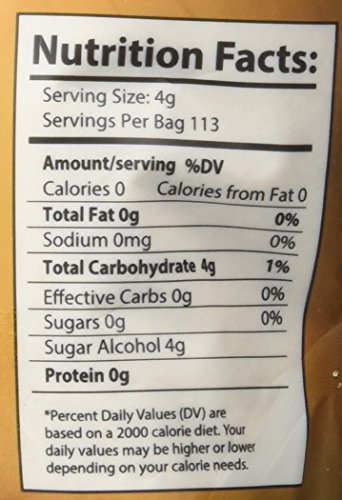 Nutrition Facts:
Serving Size: 4g
Servings Per Bag 113
Amount/serving %DV
Calories 0 Calories from Fat 0
Total Fat 0g 0%
Sodium 0mg 0%
Total Carbohydrate 4g 1%
Effective Carbs 0g 0%
Sugars 0g 0%
Sugar Alcohol 4g
Protein 0g
*Percent Daily Values (DV) are
based on a 2000 calorie diet. Your
daily values may be higher or lower
depending on your calorie needs.